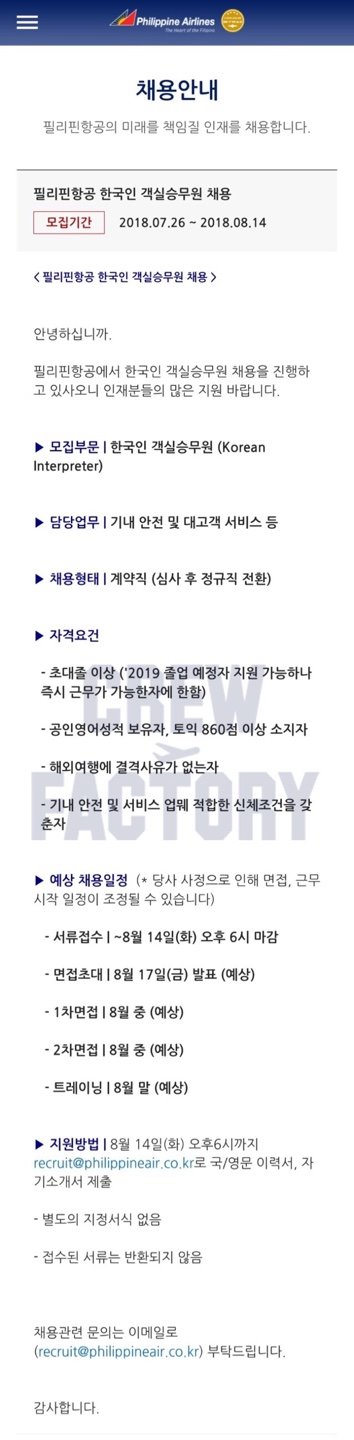 Philippine Airlines
The Heart of the Filipino
채용안내
필리핀항공의 미래를 책임질 인재를 채용합니다.
필리핀항공 한국인 객실승무원 채용
모집기간 2018.07.26 ~ 2018.08.14
< 필리핀항공 한국인 객실승무원 채용 >
안녕하십니까.
필리핀항공에서 한국인 객실승무원 채용을 진행하
고 있사오니 인재분들의 많은 지원 바랍니다.
▶ 모집부문 | 한국인 객실승무원 (Korean
Interpreter)
▶ 담당업무 | 기내 안전 및 대고객 서비스 등
▶ 채용형태 | 계약직 (심사 후 정규직 전환)
▶ 자격요건
- 초대졸 이상 ('2019 졸업 예정자 지원 가능하나
즉시 근무가 가능한자에 한함)
CREW
- 공인영어성적 보유자, 토익 860점 이상 소지자
- 해외여행에 결격사유가 없는자
FACTORY
- 기내 안전 및 서비스 업뭬 적합한 신체조건을 갖
춘자
▶ 예상 채용일정 (* 당사 사정으로 인해 면접, 근무
시작 일정이 조정될 수 있습니다)
- 서류접수 | ~8월 14일(화) 오후 6시 마감
- 면접초대 | 8월 17일(금) 발표 (예상)
- 1차면접 | 8월 중 (예상)
- 2차면접 | 8월 중 (예상)
- 트레이닝 | 8월 말 (예상)
▶ 지원방법 | 8월 14일(화) 오후6시까지
recruit@philippineair.co.kr로 국/영문 이력서, 자
기소개서 제출
- 별도의 지정서식 없음
- 접수된 서류는 반환되지 않음
채용관련 문의는 이메일로
(recruit@philippineair.co.kr) 부탁드립니다.
감사합니다.